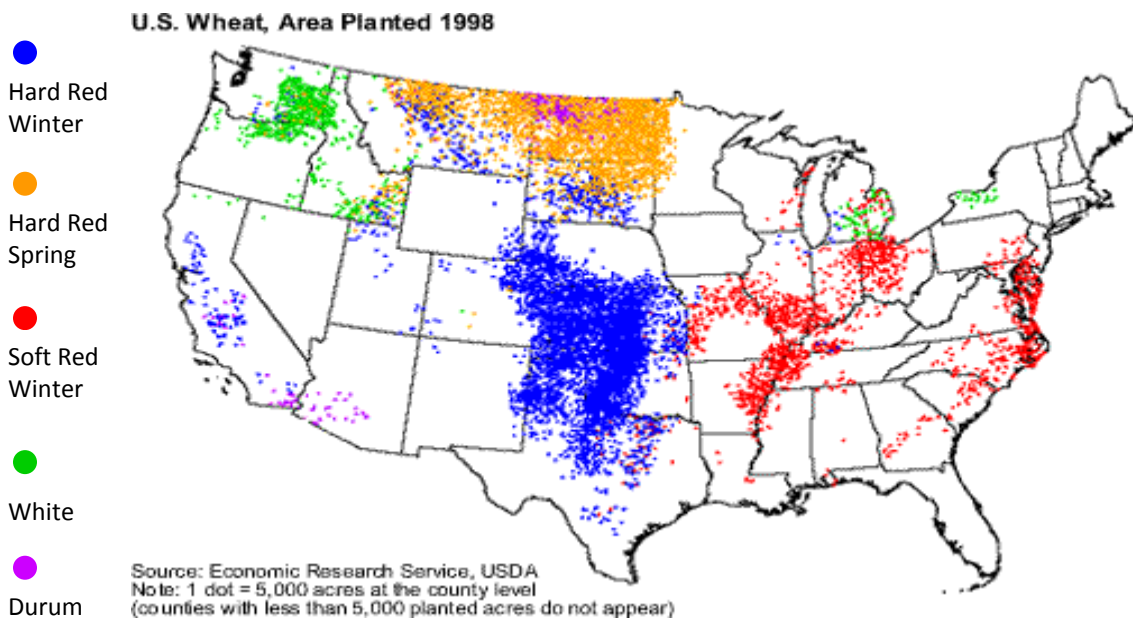 U.S. Wheat, Area Planted 1998
Hard Red
Winter
Hard Red
Spring
Soft Red
Winter
White
Durum
Source: Economic Research Service, USDA
Note: 1 dot = 5,000 acres at the county level
(counties with less than 5,000 planted acres do not appear)